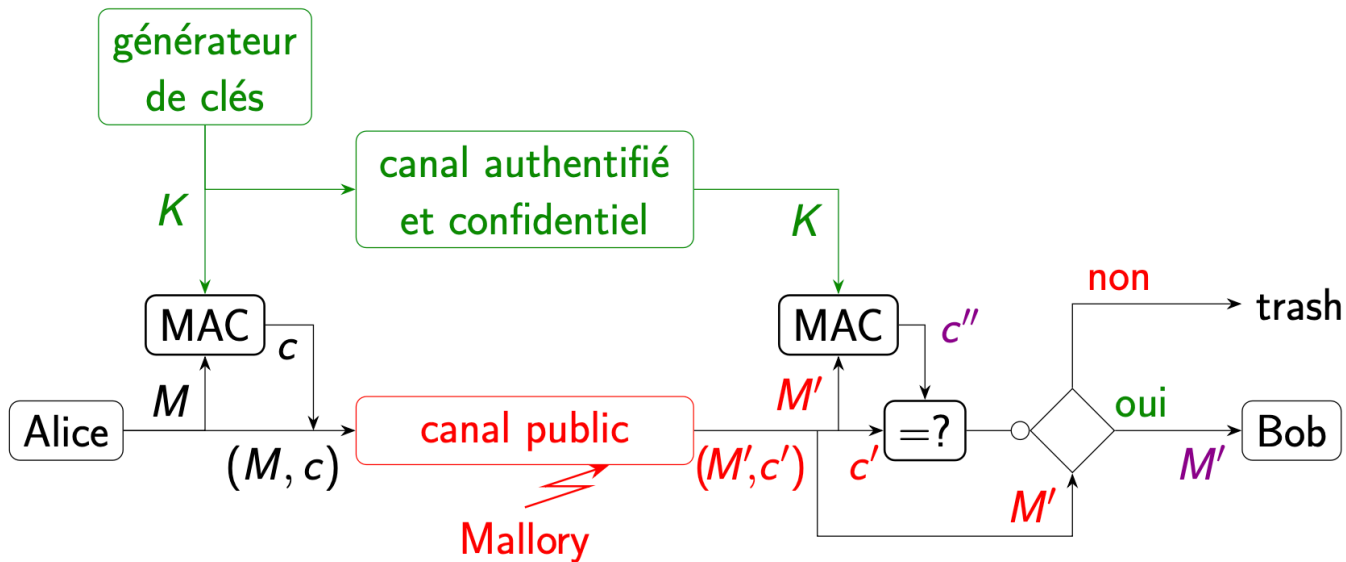 générateur
de clés
canal authentifié
et confidentiel
K
K
non
trash
MAC
c
MAC
c″
M
M′
oui
Alice
canal public
=?
Bob
(M, c)
(M′,c′)
c′
M′
M′
Mallory